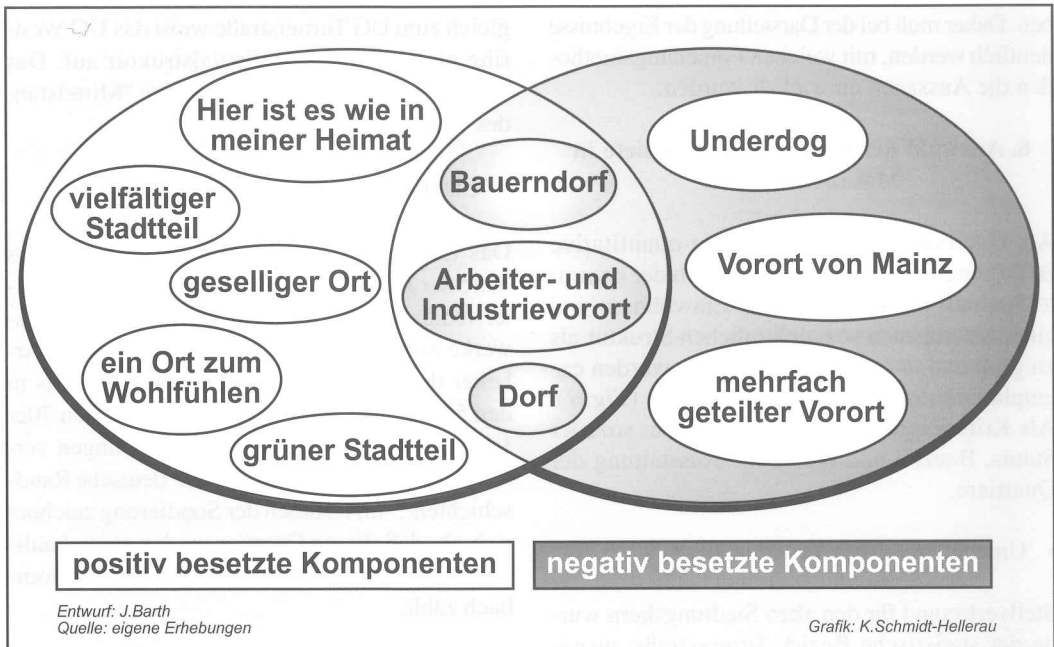 Hier ist es wie in
meiner Heimat
vielfältiger
Stadtteil
geselliger Ort
ein Ort zum
Wohlfühlen
grüner Stadtteil
Bauerndorf
Arbeiter- und
Industrievorort
Dorf
Underdog
Vorort von Mainz
mehrfach
geteilter Vorort
positiv besetzte Komponenten
negativ besetzte Komponenten
Entwurf: J.Barth
Quelle: eigene Erhebungen
Grafik: K.Schmidt-Hellerau